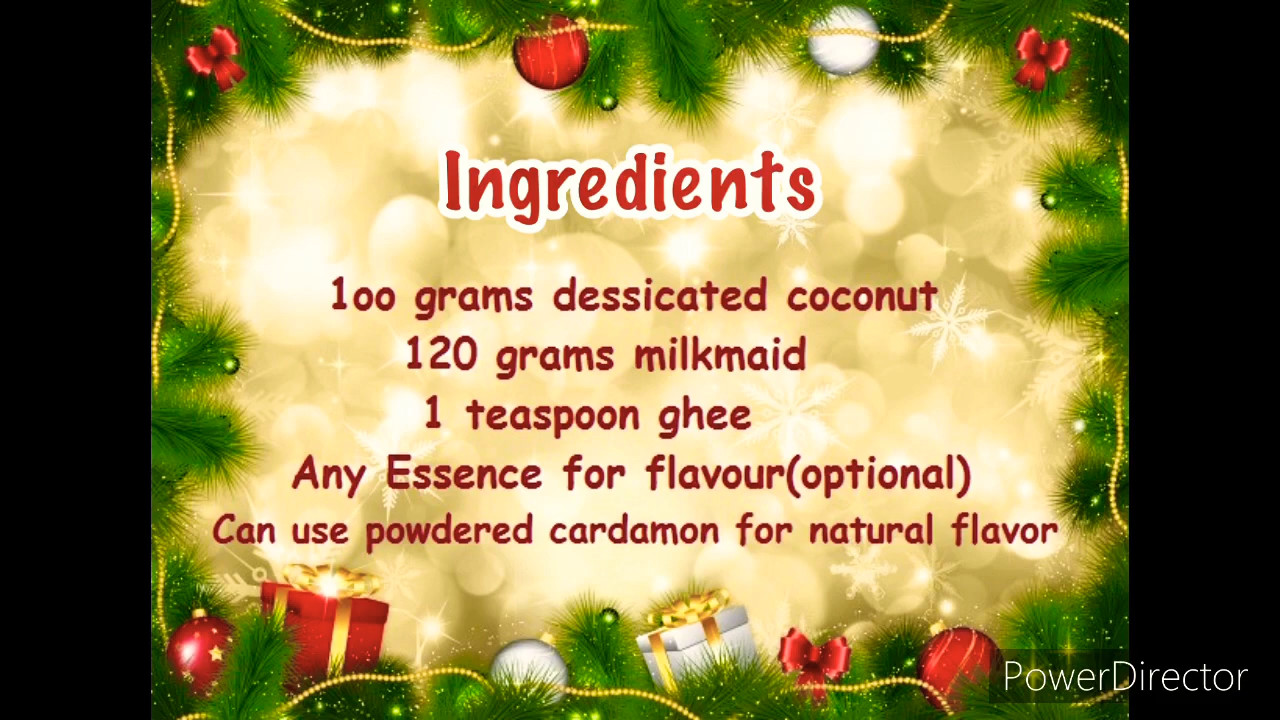 Ingredients
1oo grams dessicated coconut
120 grams milkmaid
1 teaspoon ghee
Any Essence for flavour(optional)
Can use powdered cardamon for natural flavor
PowerDirector